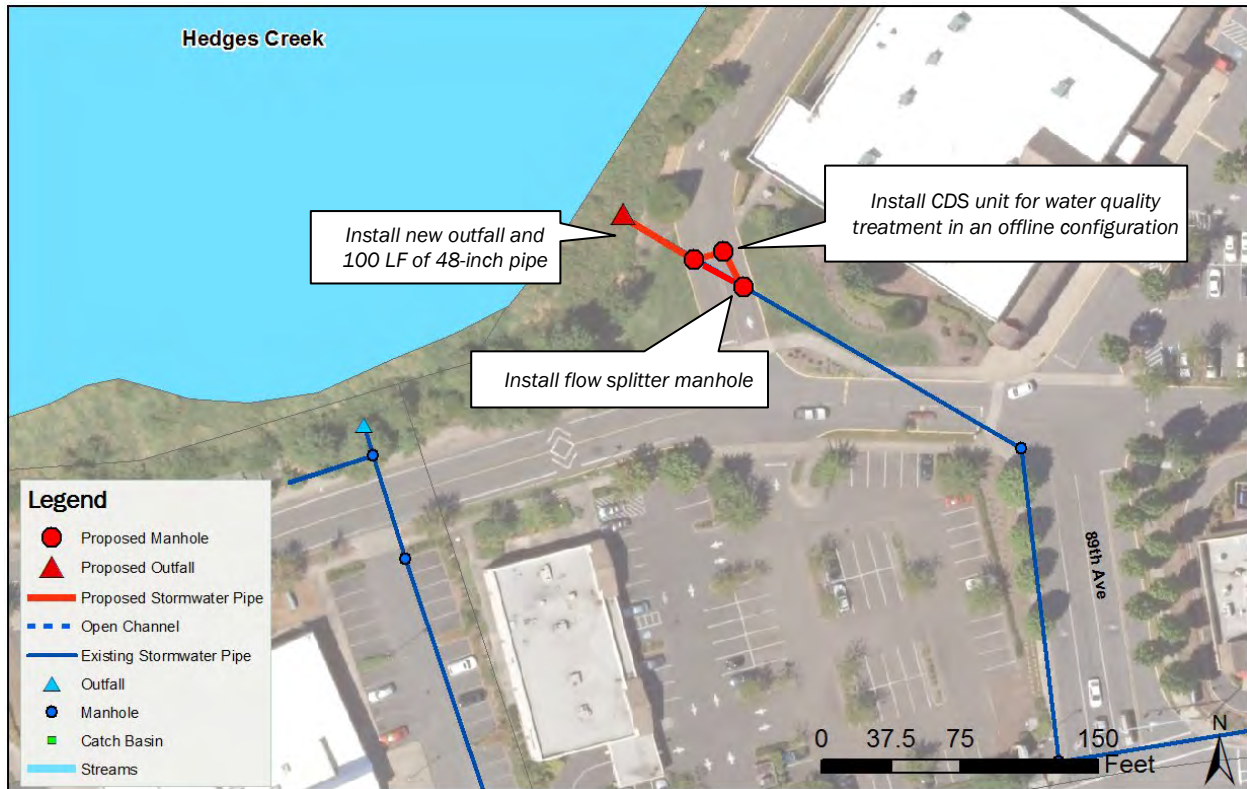 Hedges Creek
Install new outfall and
100 LF of 48-inch pipe
Install CDS unit for water quality
treatment in an offline configuration
Install flow splitter manhole
89th Ave
Legend
Proposed Manhole
Proposed Outfall
Proposed Stormwater Pipe
Open Channel
Existing Stormwater Pipe
Outfall
Manhole
Catch Basin
Streams
0 37.5 75 150
Feet
N